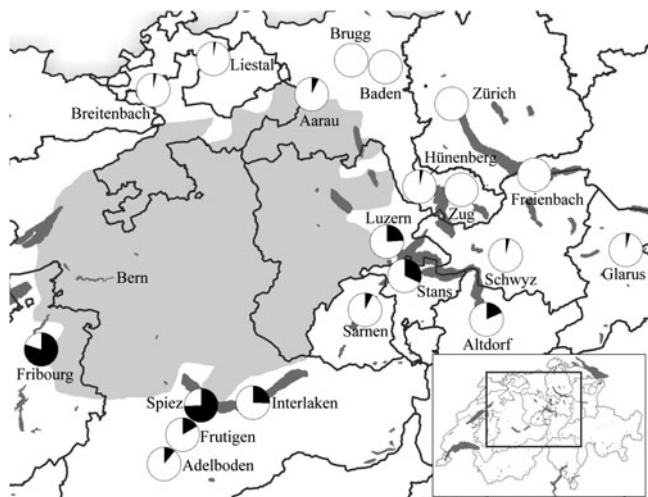 Brugg
Liestal
Baden
Zürich
Breitenbach
Aarau
Hünenberg
Zug
Freienbach
Luzern
Bern
Stans
Schwyz
Glarus
Sarnen
Altdorf
Fribourg
Spiez
Interlaken
Frutigen
Adelboden